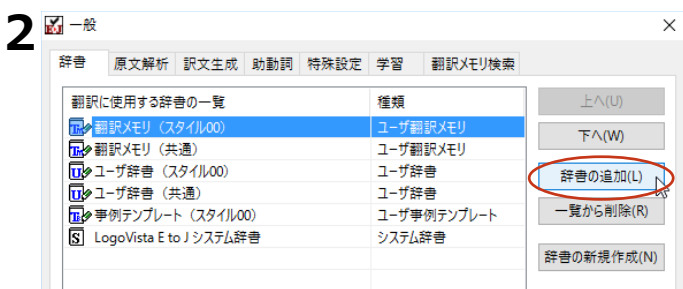 2
一般
辞書 原文解析 訳文生成 助動詞 特殊設定 学習 翻訳メモリ検索
翻訳に使用する辞書の一覧 種類
翻訳メモリ（スタイル00） ユーザ翻訳メモリ
翻訳メモリ（共通） ユーザ翻訳メモリ
ユーザ辞書（スタイル00） ユーザ辞書
ユーザ辞書（共通） ユーザ辞書
事例テンプレート（スタイル00） ユーザ事例テンプレート
LogoVista E to J システム辞書 システム辞書
上へ(U)
下へ(W)
辞書の追加(L)
一覧から削除(R)
辞書の新規作成(N)